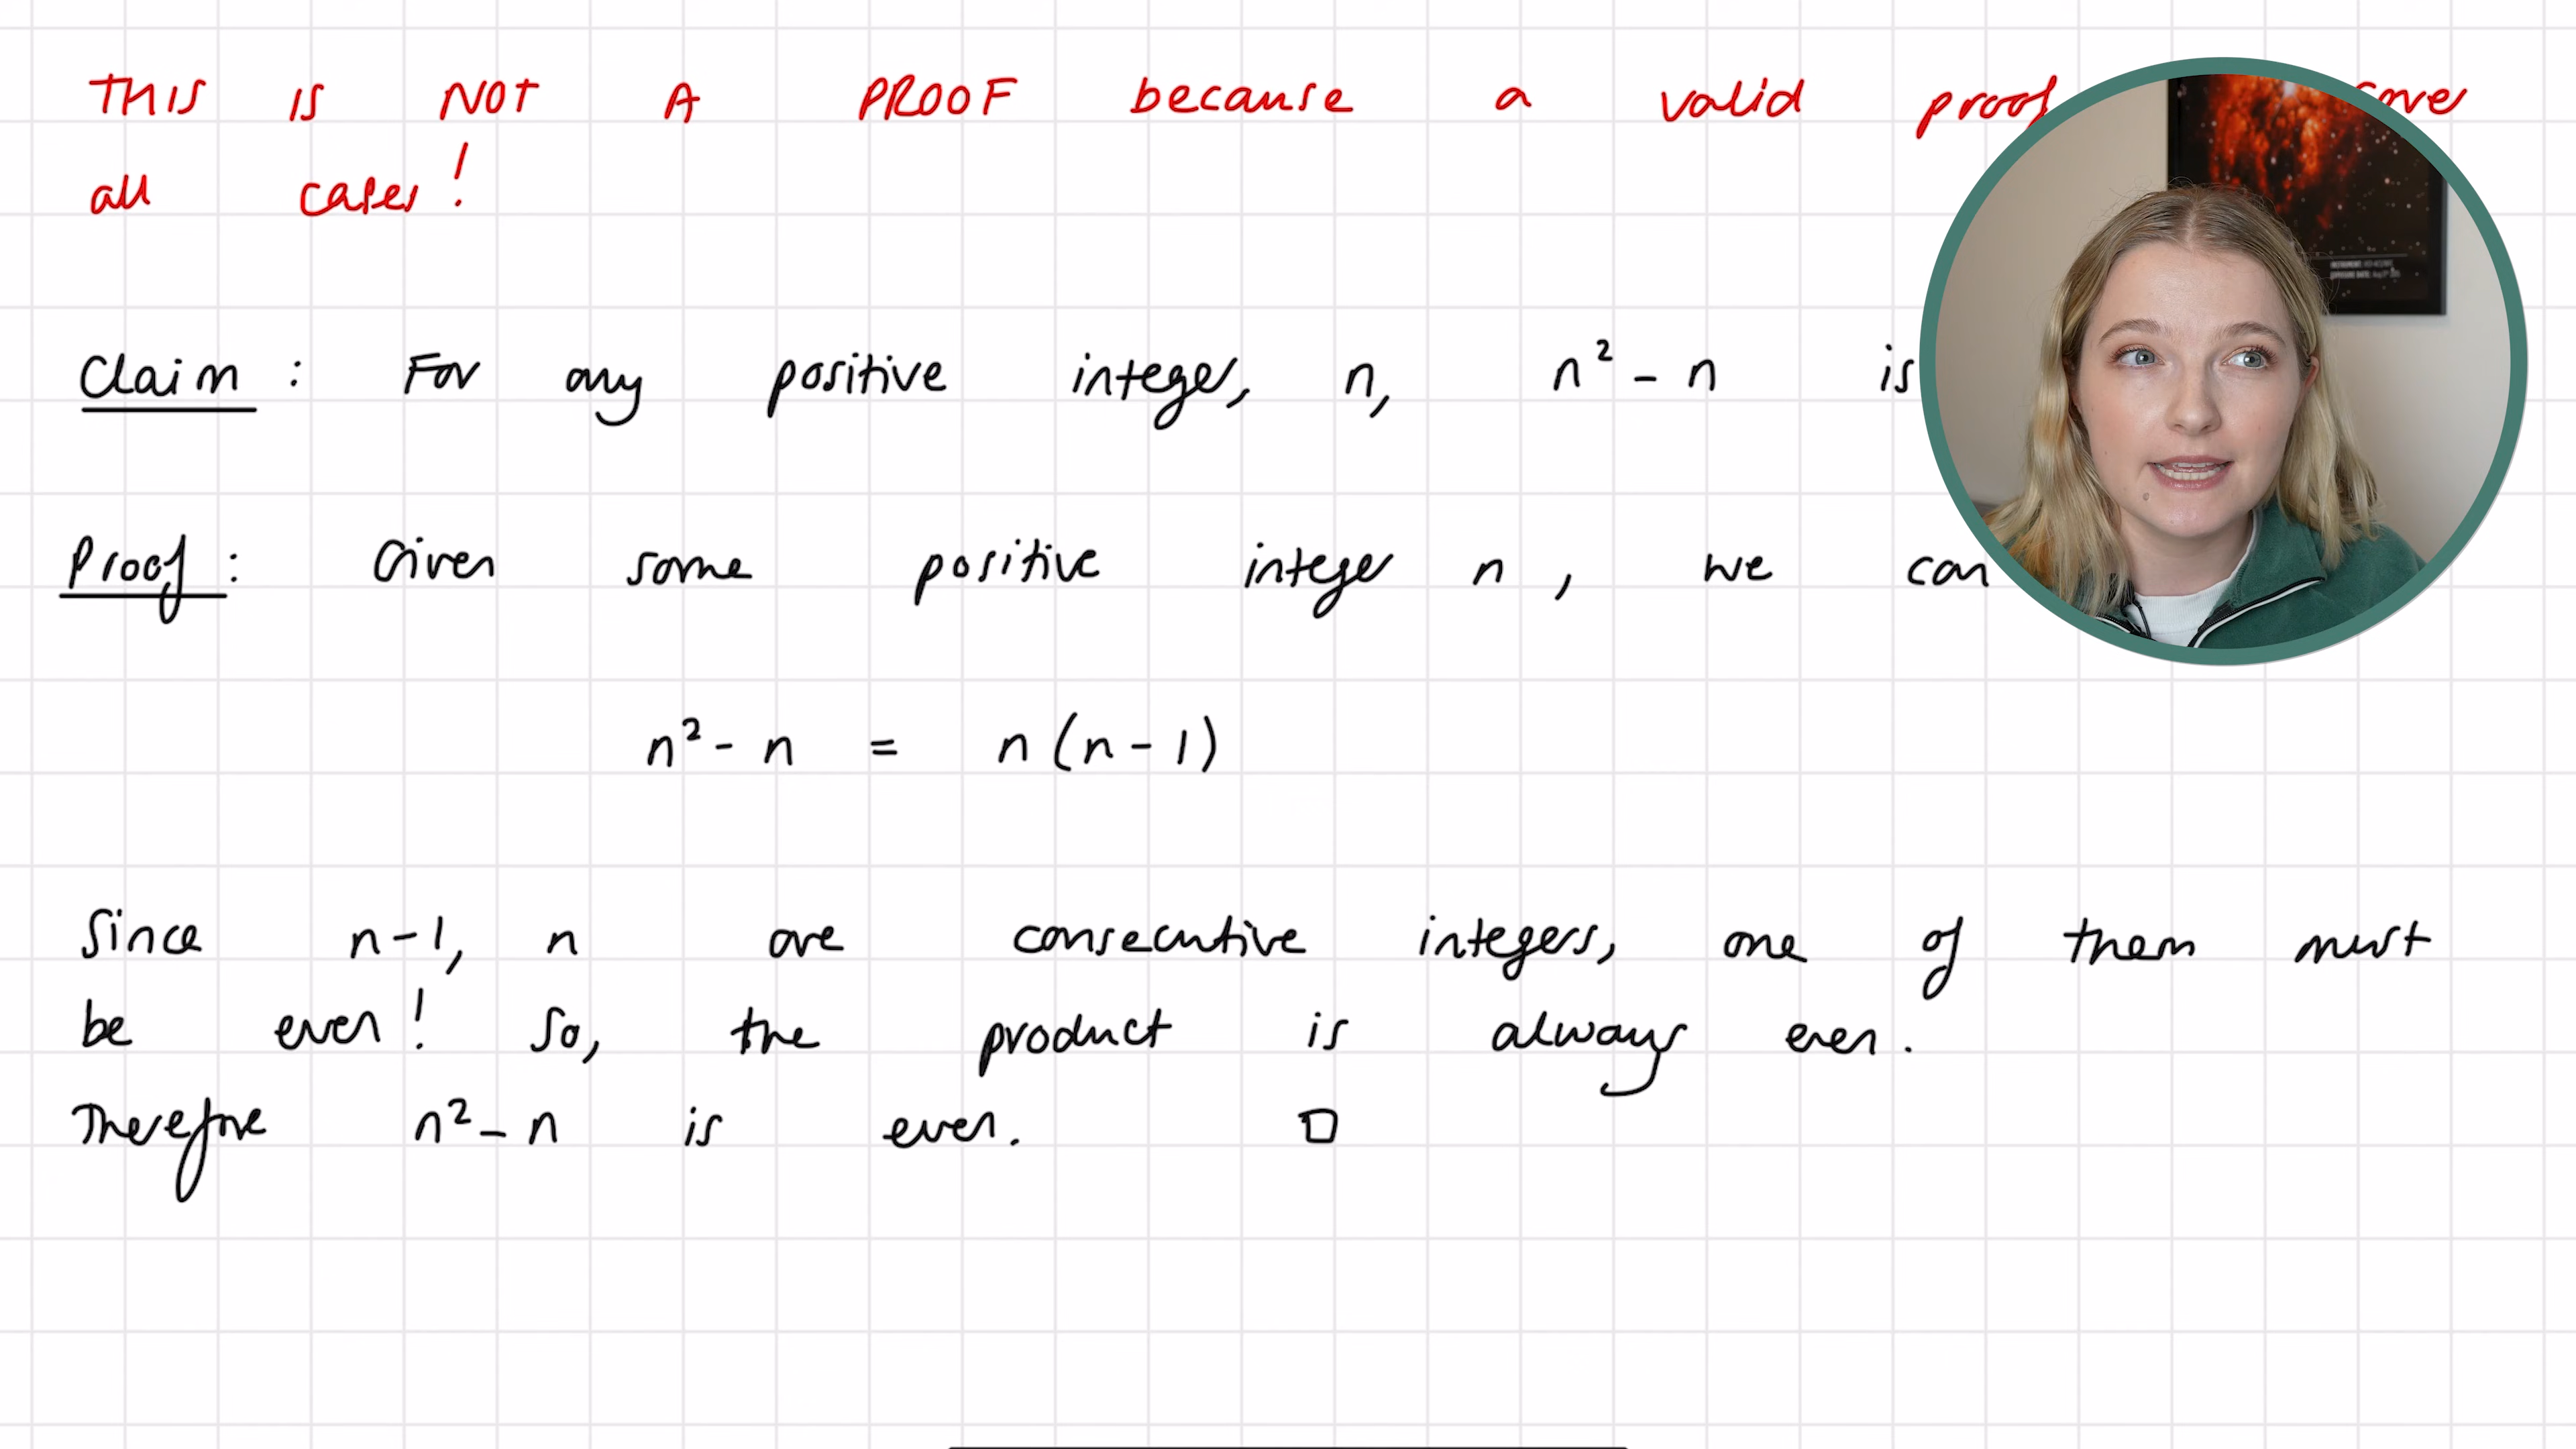 THIS IS NOT A PROOF because a valid proof cover
all cases!
Claim : For any positive integer, n, n² - n is
Proof : Given some positive integer n , we can
n² - n = n (n - 1)
Since n-1, n are consecutive integers, one of them must
be even! So, the product is always even.
Therefore n² - n is even. □